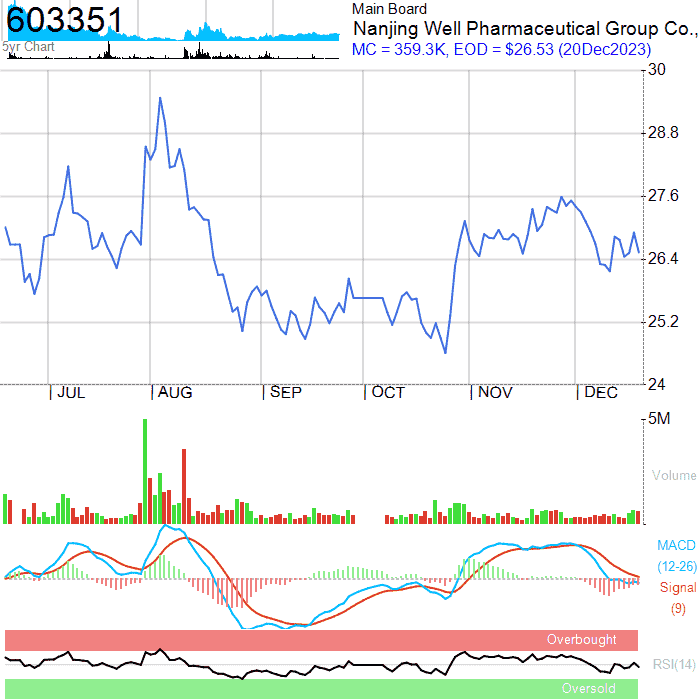 603351
5yr Chart
Main Board
Nanjing Well Pharmaceutical Group Co.,
MC = 359.3K, EOD = $26.53 (20Dec2023)
30
28.8
27.6
26.4
25.2
24
JUL AUG SEP OCT NOV DEC
5M
Volume
MACD
(12-26)
Signal
(9)
Overbought
RSI(14)
Oversold